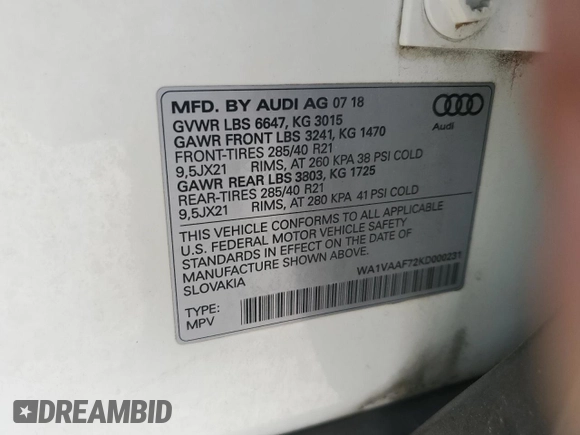 MFD. BY AUDI AG 07 18
GVWR LBS 6647, KG 3015
GAWR FRONT LBS 3241, KG 1470
FRONT-TIRES 285/40 R21
9,5JX21 RIMS, AT 260 KPA 38 PSI COLD
GAWR REAR LBS 3803, KG 1725
REAR-TIRES 285/40 R21
9,5JX21 RIMS, AT 280 KPA 41 PSI COLD
THIS VEHICLE CONFORMS TO ALL APPLICABLE
U.S. FEDERAL MOTOR VEHICLE SAFETY
STANDARDS IN EFFECT ON THE DATE OF
MANUFACTURE SHOWN ABOVE.
SLOVAKIA
WA1VAAF72KD000231
TYPE:
MPV
Audi
DREAMBID